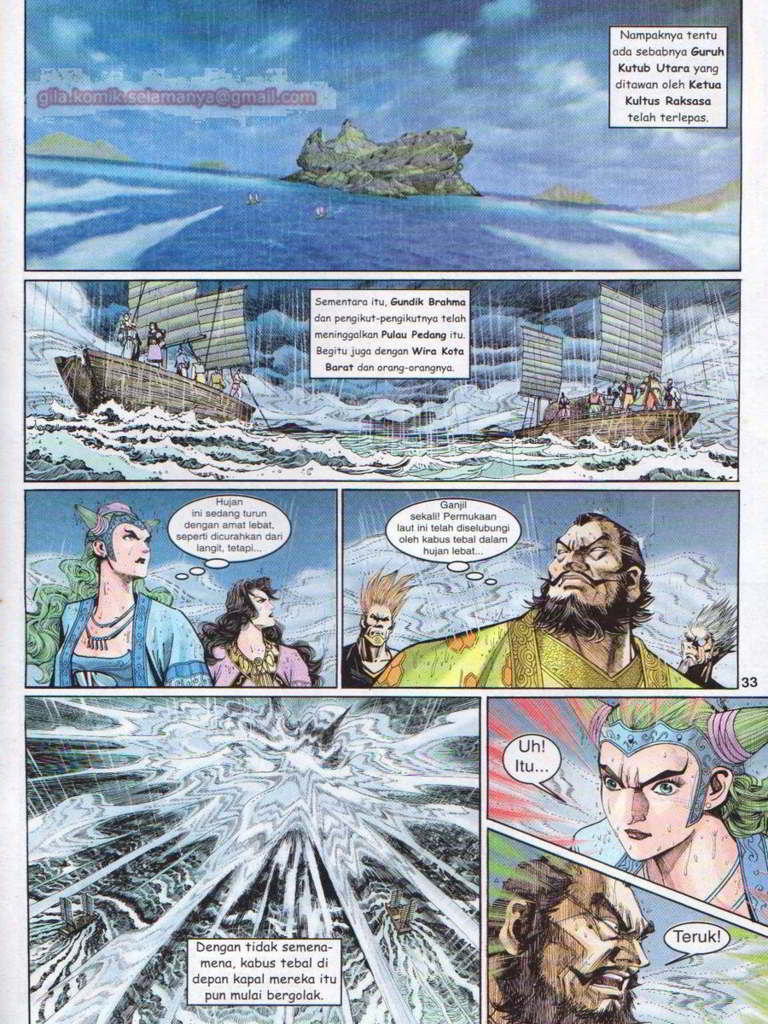 Nampaknya tentu
ada sebabnya Guruh
Kutub Utara yang
ditawan oleh Ketua
Kultus Raksasa
telah terlepas.
gila.komik.selamanya@gmail.com
Sementara itu, Gundik Brahma
dan pengikut-pengikutnya telah
meninggalkan Pulau Pedang itu.
Begitu juga dengan Wira Kota
Barat dan orang-orangnya.
Hujan
ini sedang turun
dengan amat lebat,
seperti dicurahkan dari
langit, tetapi...
Ganjil
sekali! Permukaan
laut ini telah diselubungi
oleh kabus tebal dalam
hujan lebat...
33
Uh!
Itu...
Dengan tidak semena-
mena, kabus tebal di
depan kapal mereka itu
pun mulai bergolak.
Teruk!